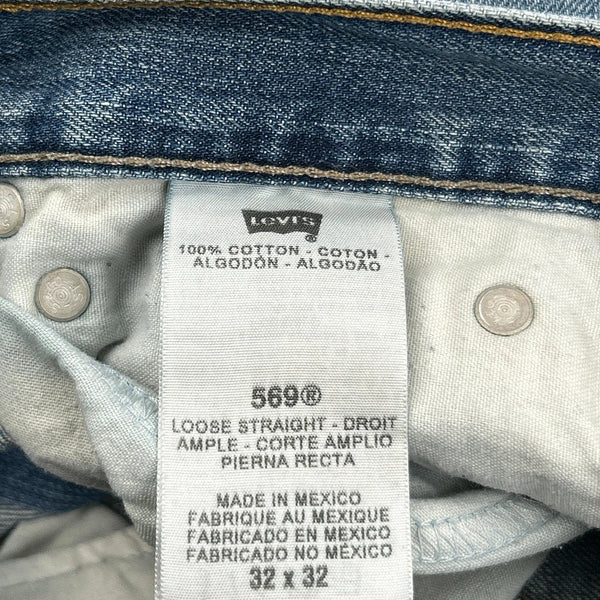 Levi's
®
100% COTTON - COTON -
ALGODÓN - ALGODÃO
569®
LOOSE STRAIGHT - DROIT
AMPLE - CORTE AMPLIO
PIERNA RECTA
MADE IN MEXICO
FABRIQUE AU MEXIQUE
FABRICADO EN MEXICO
FABRICADO NO MÉXICO
32 x 32